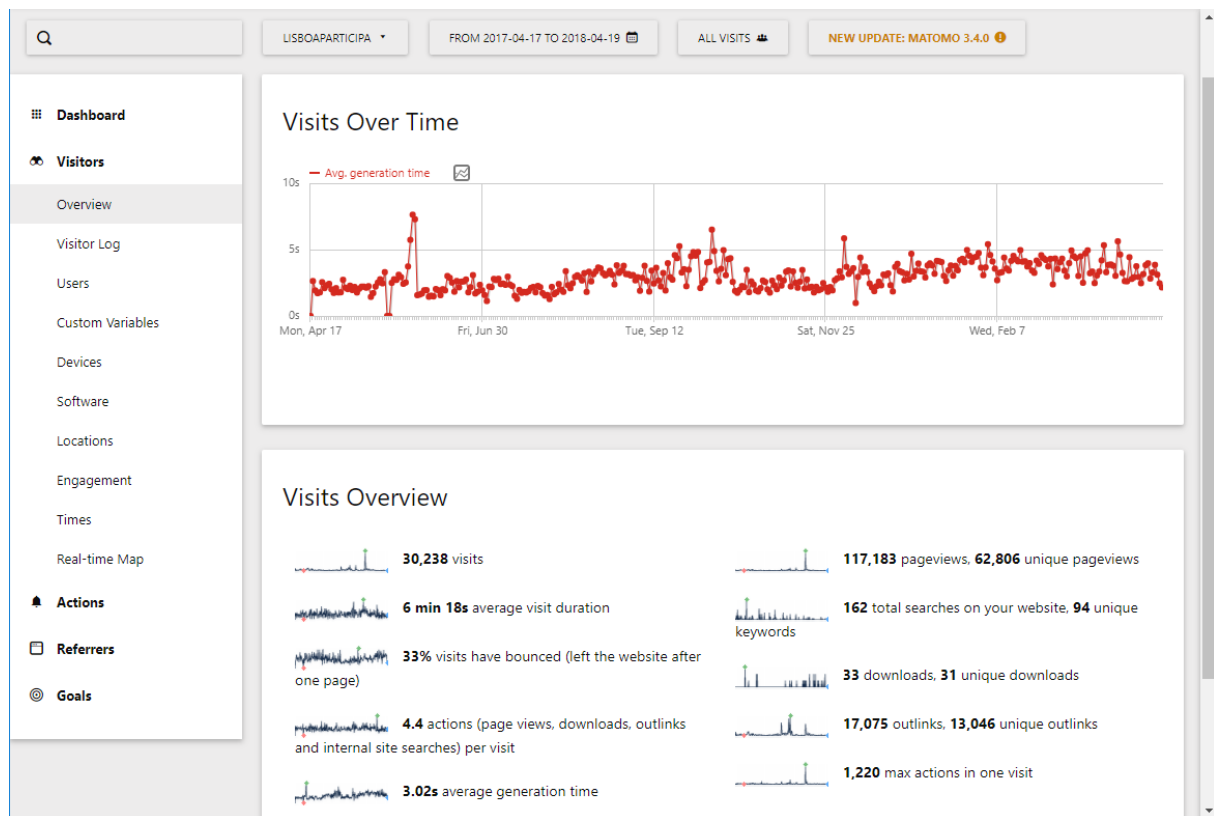 LISBOAPARTICIPA
FROM 2017-04-17 TO 2018-04-19
ALL VISITS
NEW UPDATE: MATOMO 3.4.0
Dashboard
Visitors
Overview
Visitor Log
Users
Custom Variables
Devices
Software
Locations
Engagement
Times
Real-time Map
Actions
Referrers
Goals
Visits Over Time
Avg. generation time
10s
5s
0s
Mon, Apr 17
Fri, Jun 30
Tue, Sep 12
Sat, Nov 25
Wed, Feb 7
Visits Overview
30,238 visits
6 min 18s average visit duration
33% visits have bounced (left the website after
one page)
4.4 actions (page views, downloads, outlinks
and internal site searches) per visit
3.02s average generation time
117,183 pageviews, 62,806 unique pageviews
162 total searches on your website, 94 unique
keywords
33 downloads, 31 unique downloads
17,075 outlinks, 13,046 unique outlinks
1,220 max actions in one visit